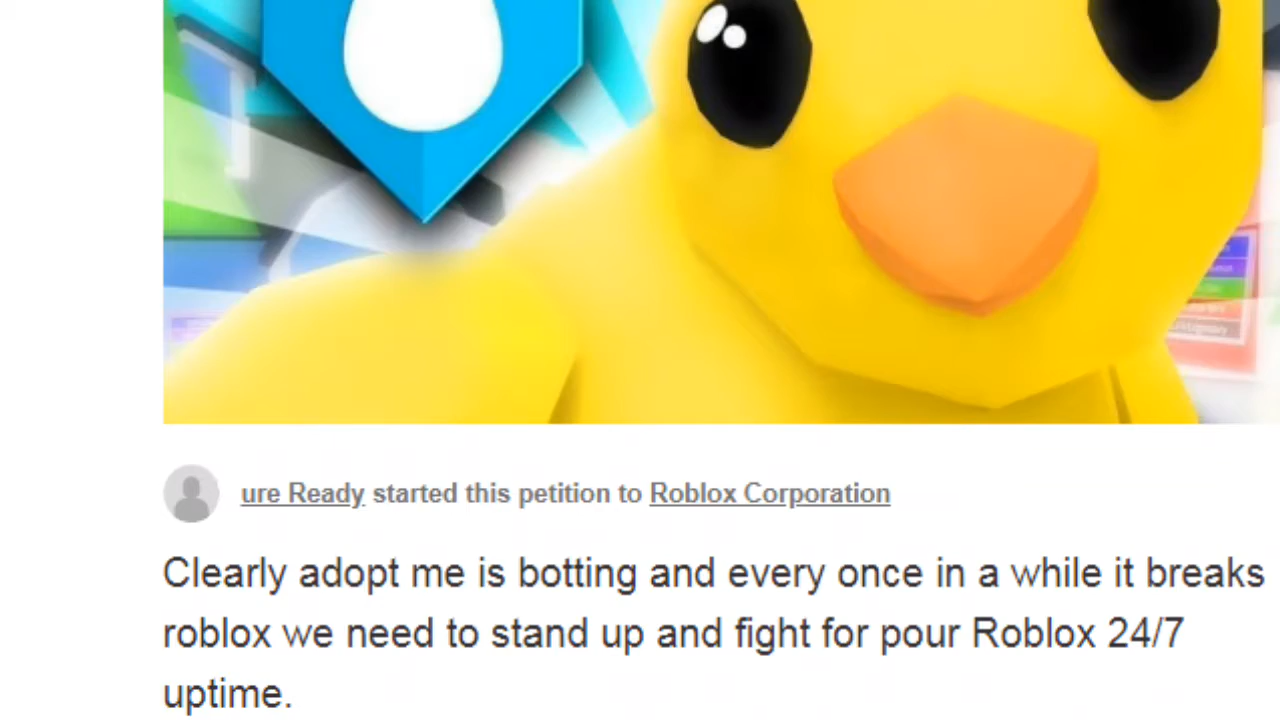 ure Ready started this petition to Roblox Corporation
Clearly adopt me is botting and every once in a while it breaks
roblox we need to stand up and fight for pour Roblox 24/7
uptime.